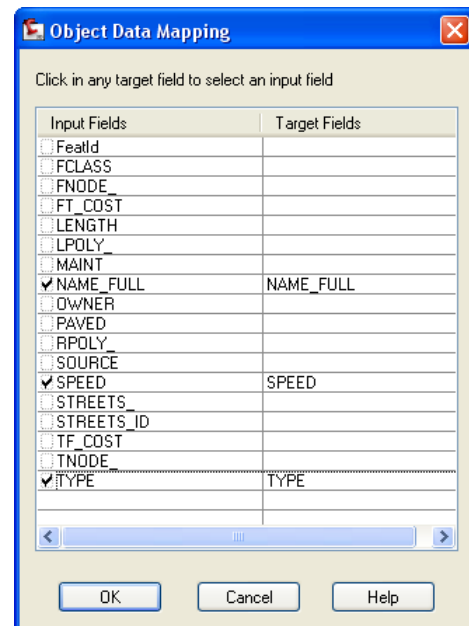 Object Data Mapping
Click in any target field to select an input field
Input Fields Target Fields
FeatId
FCLASS
FNODE_
FT_COST
LENGTH
LPOLY_
MAINT
NAME_FULL NAME_FULL
OWNER
PAVED
RPOLY_
SOURCE
SPEED SPEED
STREETS_
STREETS_ID
TF_COST
TNODE_
TYPE TYPE
OK Cancel Help